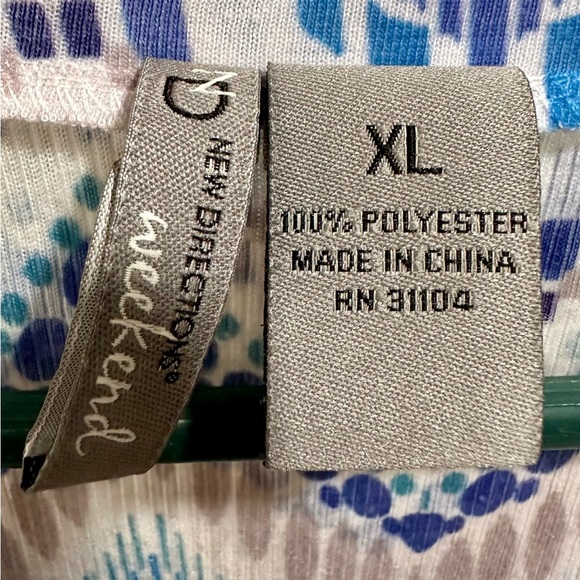 ND
NEW DIRECTIONS®
weekend
XL
100% POLYESTER
MADE IN CHINA
RN 31104